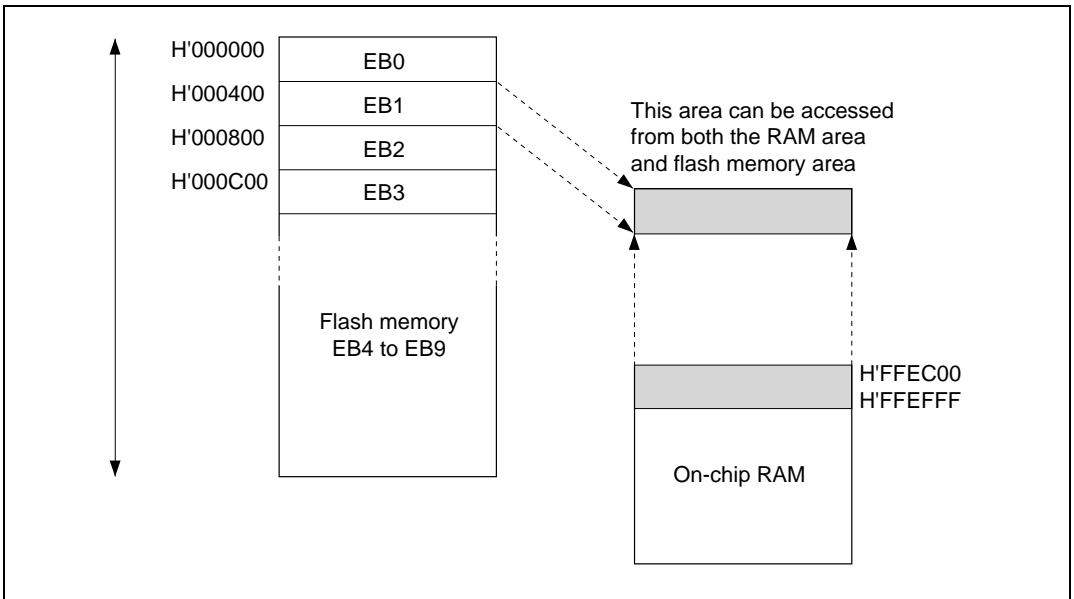 H'000000
EB0
H'000400
EB1
H'000800
EB2
H'000C00
EB3
This area can be accessed
from both the RAM area
and flash memory area
Flash memory
EB4 to EB9
H'FFEC00
H'FFEFFF
On-chip RAM